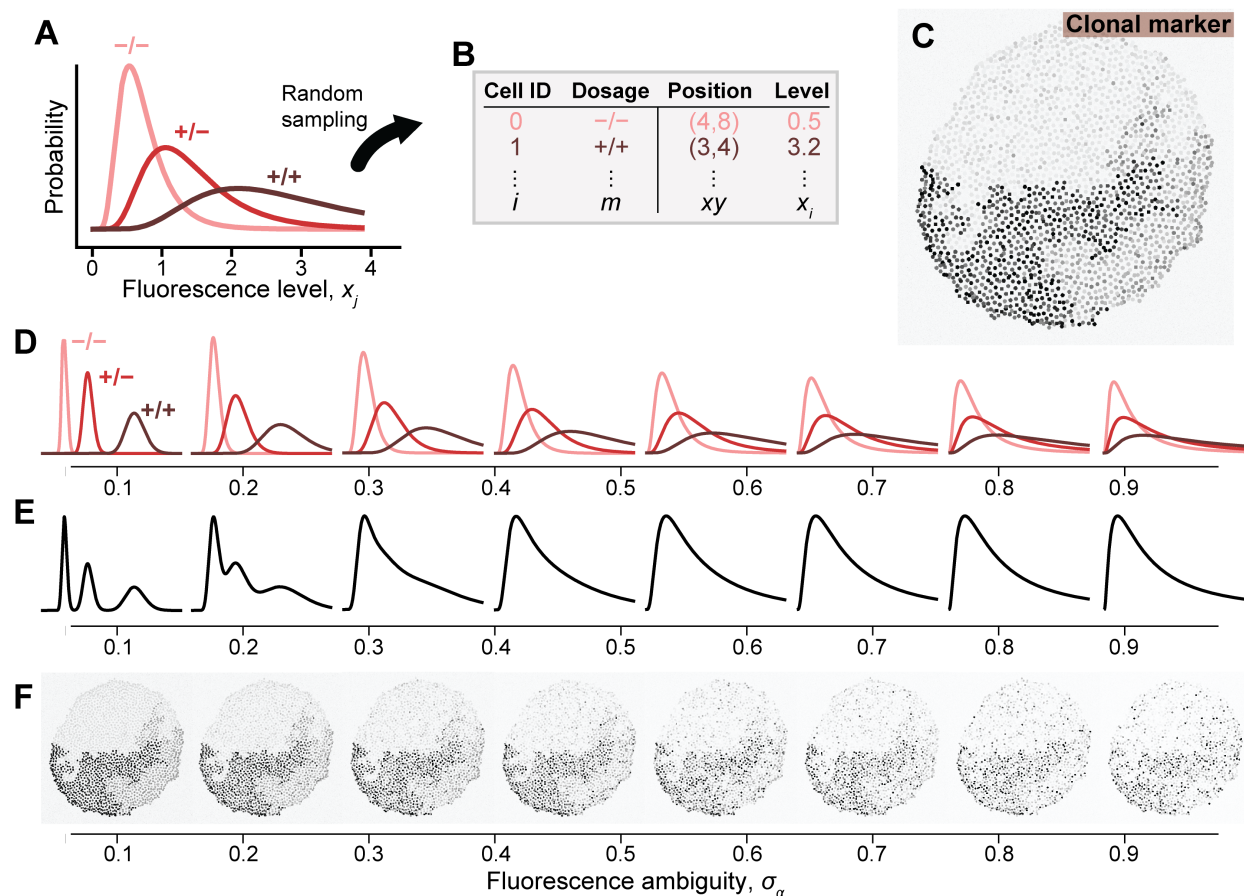 A
−/−
+/−
+/+
Probability
0 1 2 3 4
Fluorescence level, xj
Random
sampling
B
Cell ID Dosage Position Level
0 −/− (4,8) 0.5
1 +/+ (3,4) 3.2
⋮ ⋮ ⋮ ⋮
i m xy xi
C
Clonal marker
D
−/−
+/−
+/+
0.1 0.2 0.3 0.4 0.5 0.6 0.7 0.8 0.9
E
0.1 0.2 0.3 0.4 0.5 0.6 0.7 0.8 0.9
F
0.1 0.2 0.3 0.4 0.5 0.6 0.7 0.8 0.9
Fluorescence ambiguity, σα